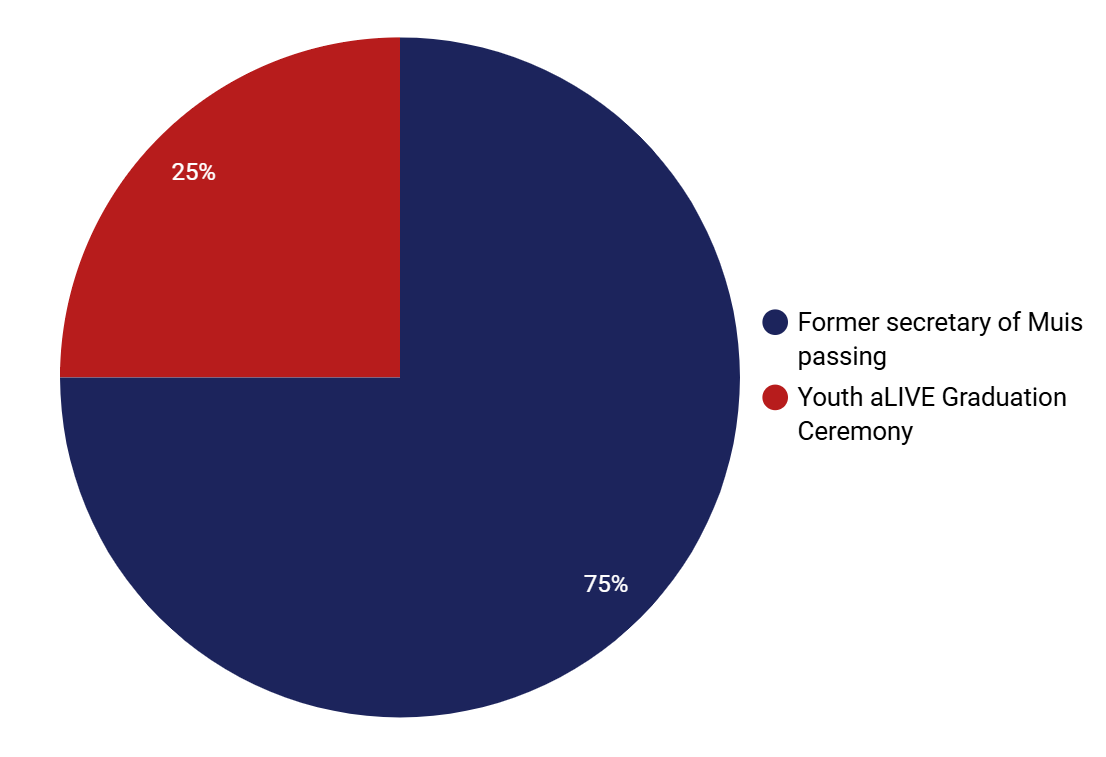 25%
Former secretary of Muis
passing
Youth aLIVE Graduation
Ceremony
75%